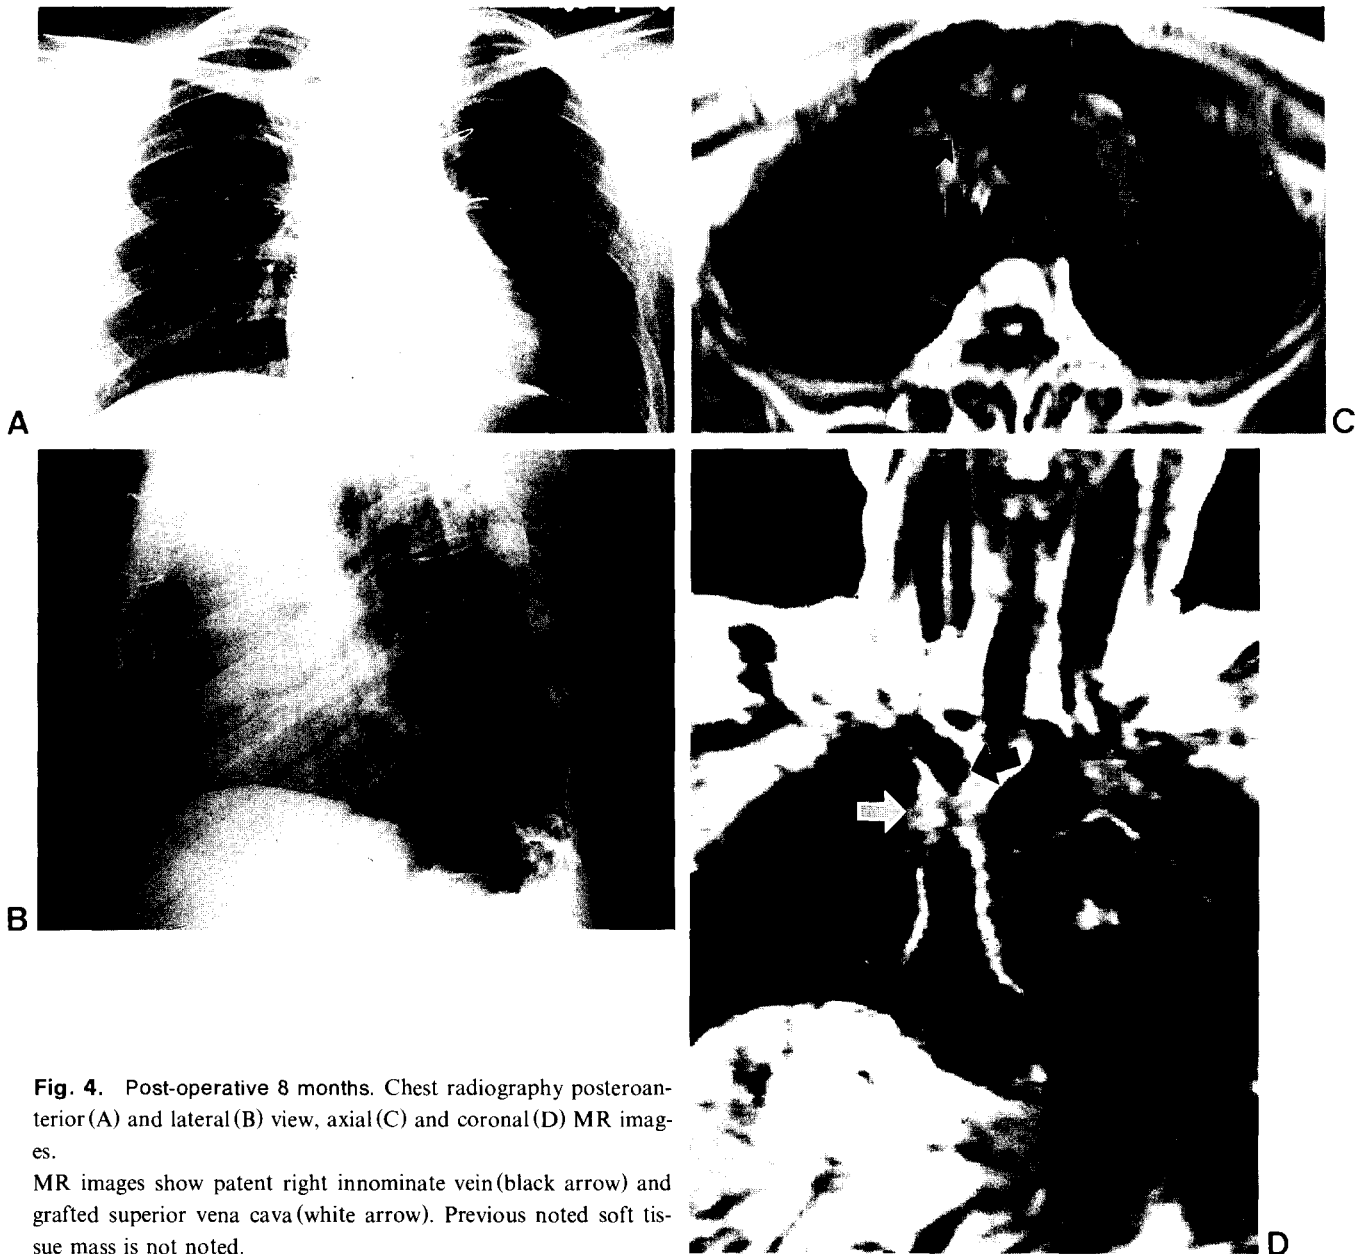 A
C
B
D
Fig. 4. Post-operative 8 months. Chest radiography posteroan-
terior(A) and lateral(B) view, axial(C) and coronal(D) MR imag-
es.
MR images show patent right innominate vein(black arrow) and
grafted superior vena cava(white arrow). Previous noted soft tis-
sue mass is not noted.